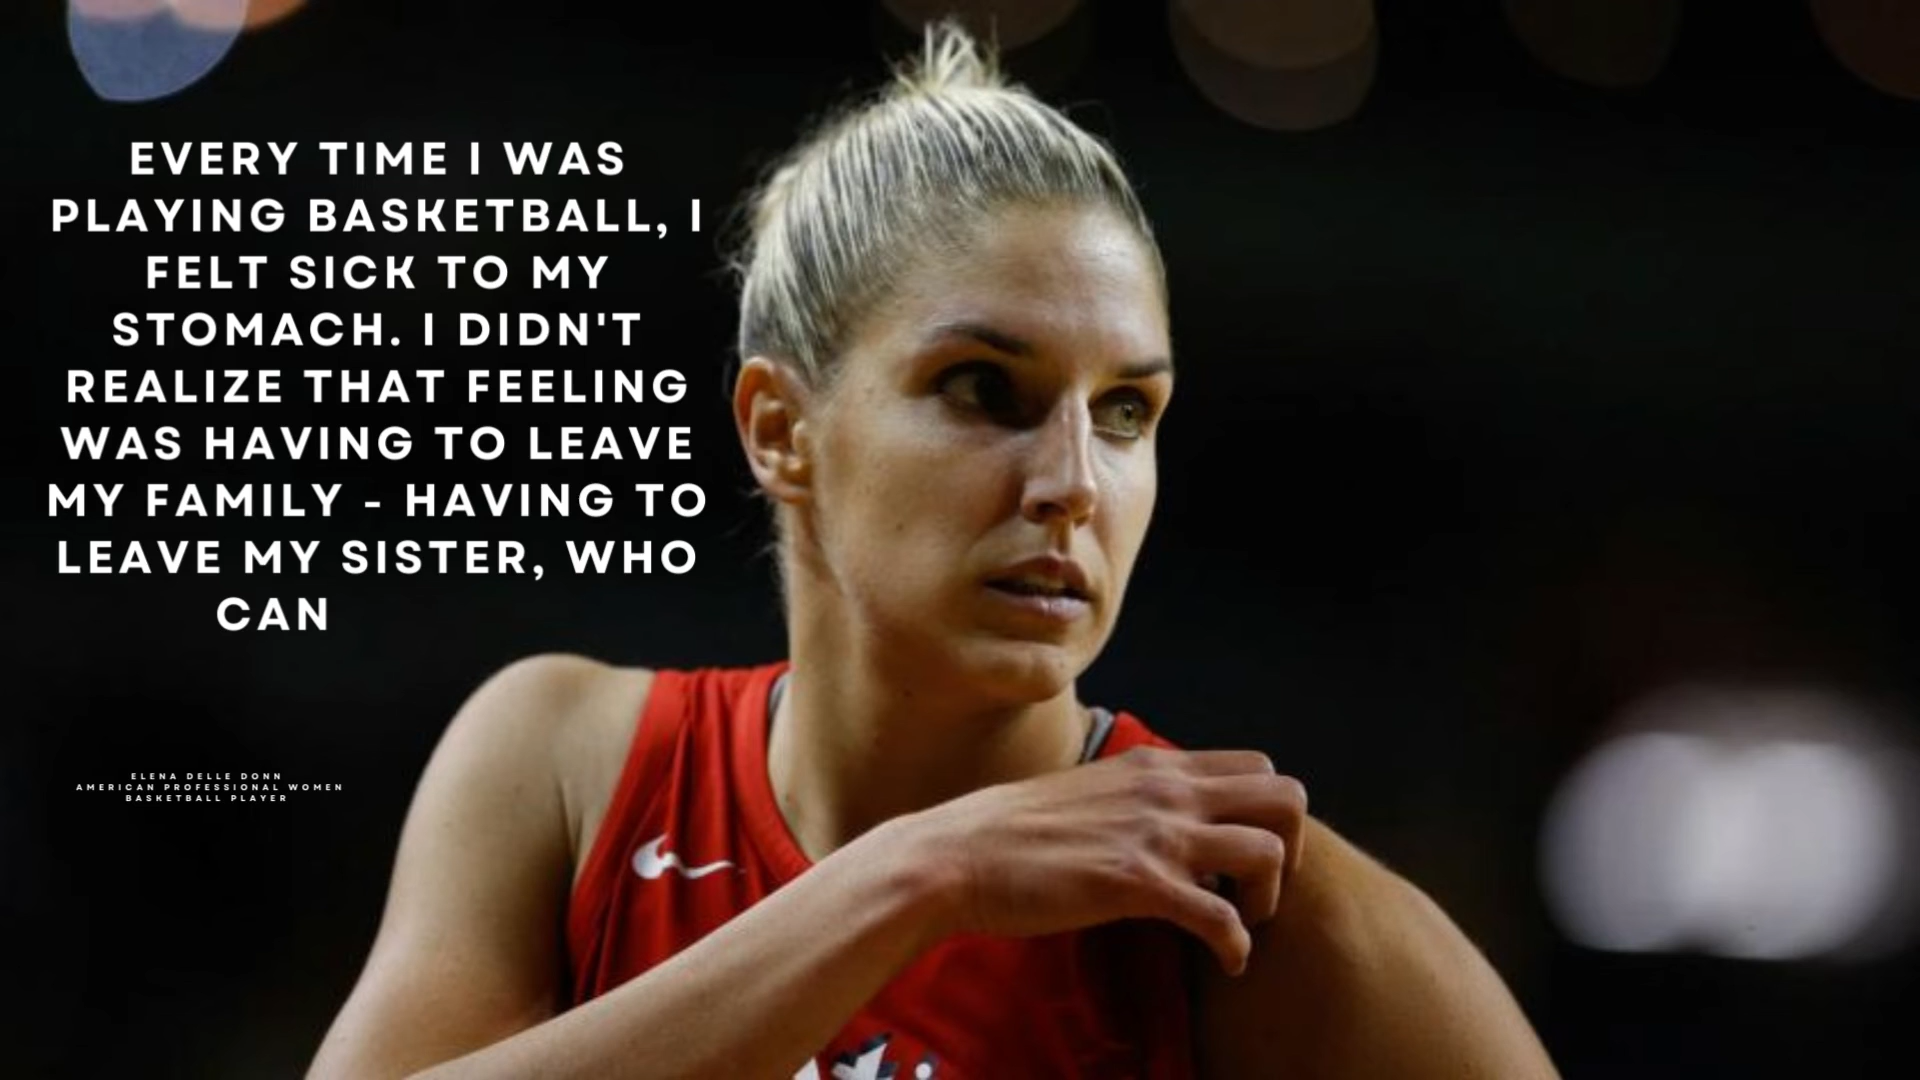 EVERY TIME I WAS
PLAYING BASKETBALL, I
FELT SICK TO MY
STOMACH. I DIDN'T
REALIZE THAT FEELING
WAS HAVING TO LEAVE
MY FAMILY - HAVING TO
LEAVE MY SISTER, WHO
CAN
ELENA DELLE DONN
AMERICAN PROFESSIONAL WOMEN
BASKETBALL PLAYER